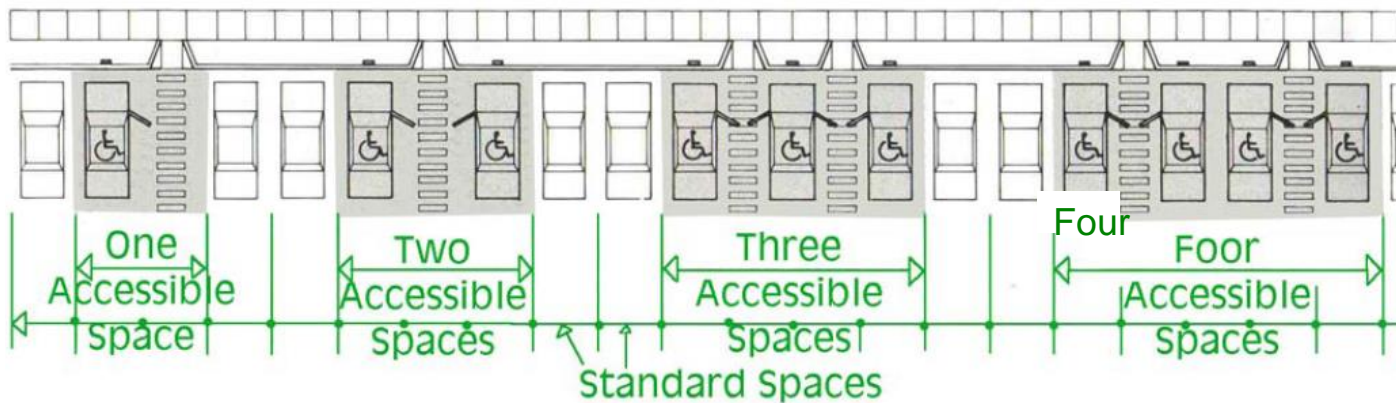 One
Accessible
Space
Two
Accessible
Spaces
Three
Accessible
Spaces
Four
Foor
Accessible
Spaces
Standard Spaces